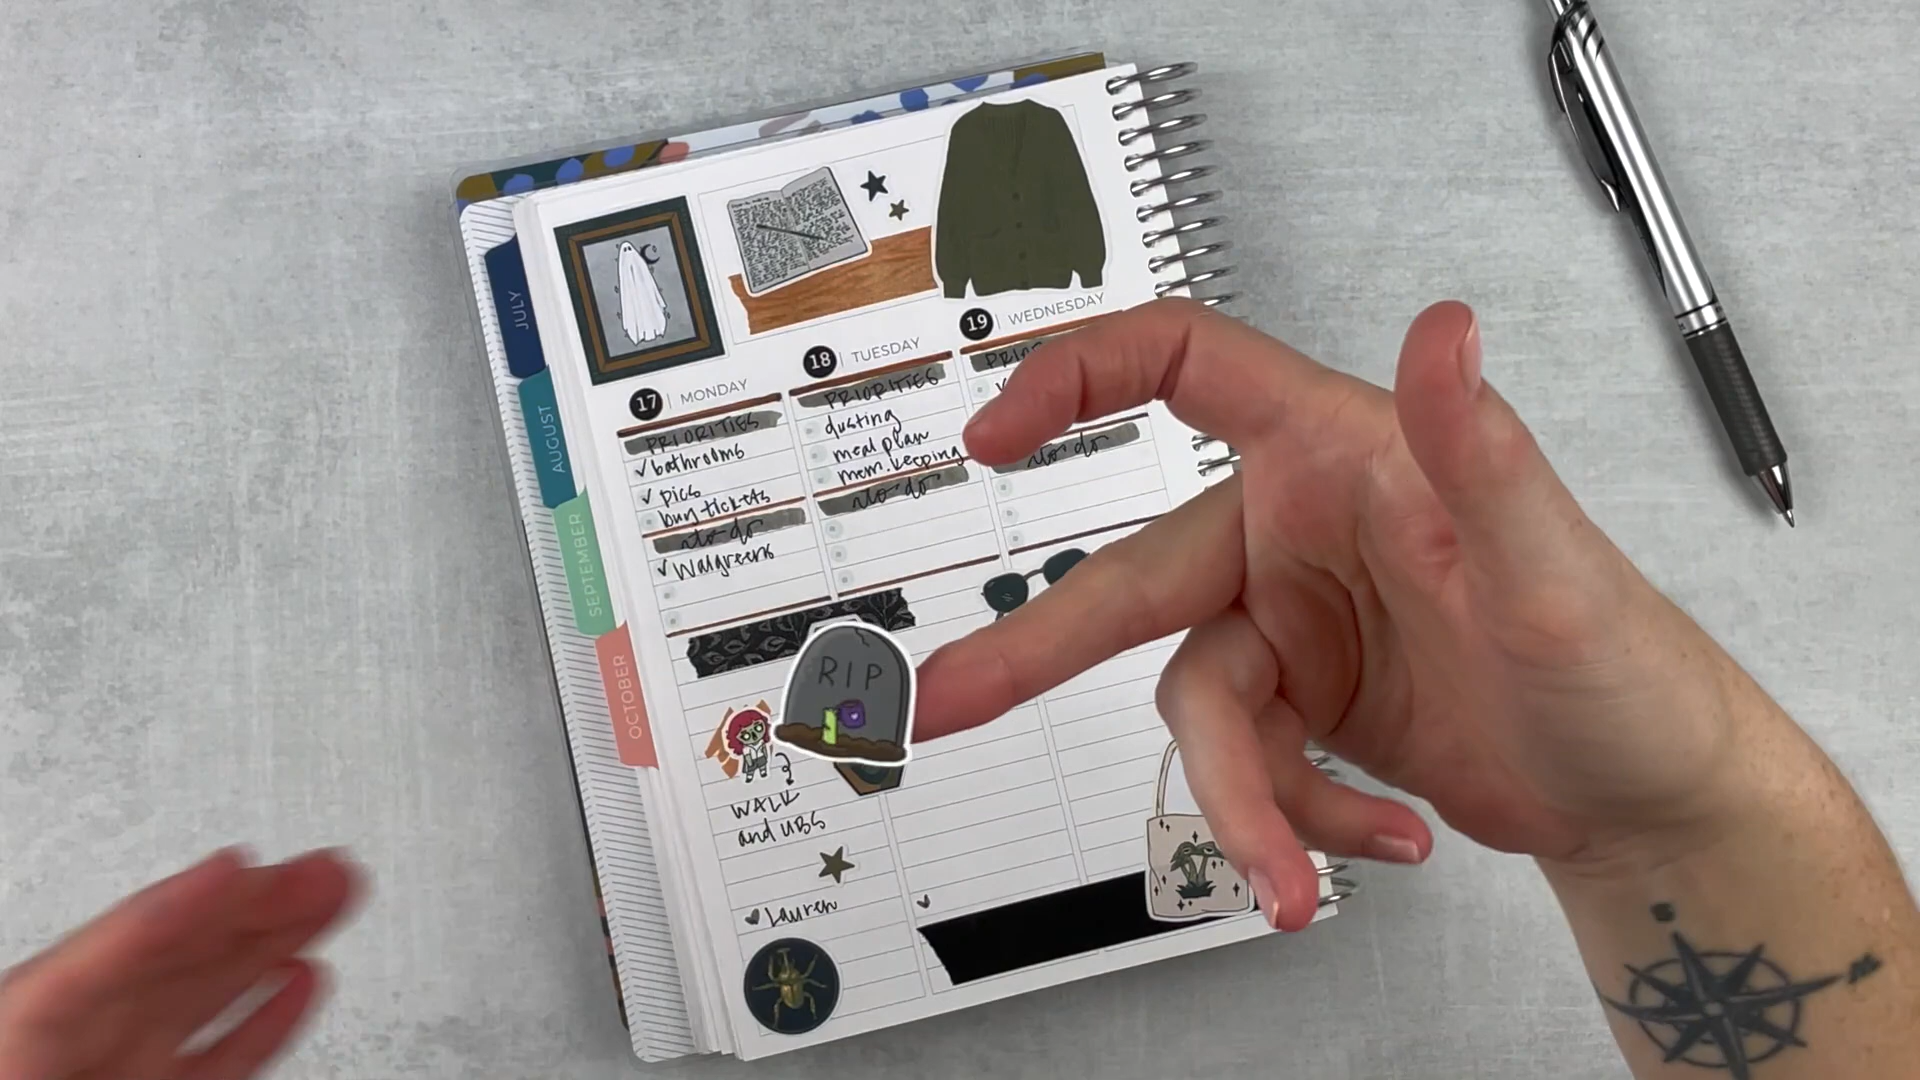 JULY
AUGUST
SEPTEMBER
OCTOBER
17 | MONDAY
PRIORITIES
✓ bathrooms
✓ pics
buy tickets
to do
✓ Walgreens
WALK
and UBS
♥ Lauren
18 | TUESDAY
PRIORITIES
dusting
meal plan
mem. keeping
to do
RIP
19 | WEDNESDAY
to do